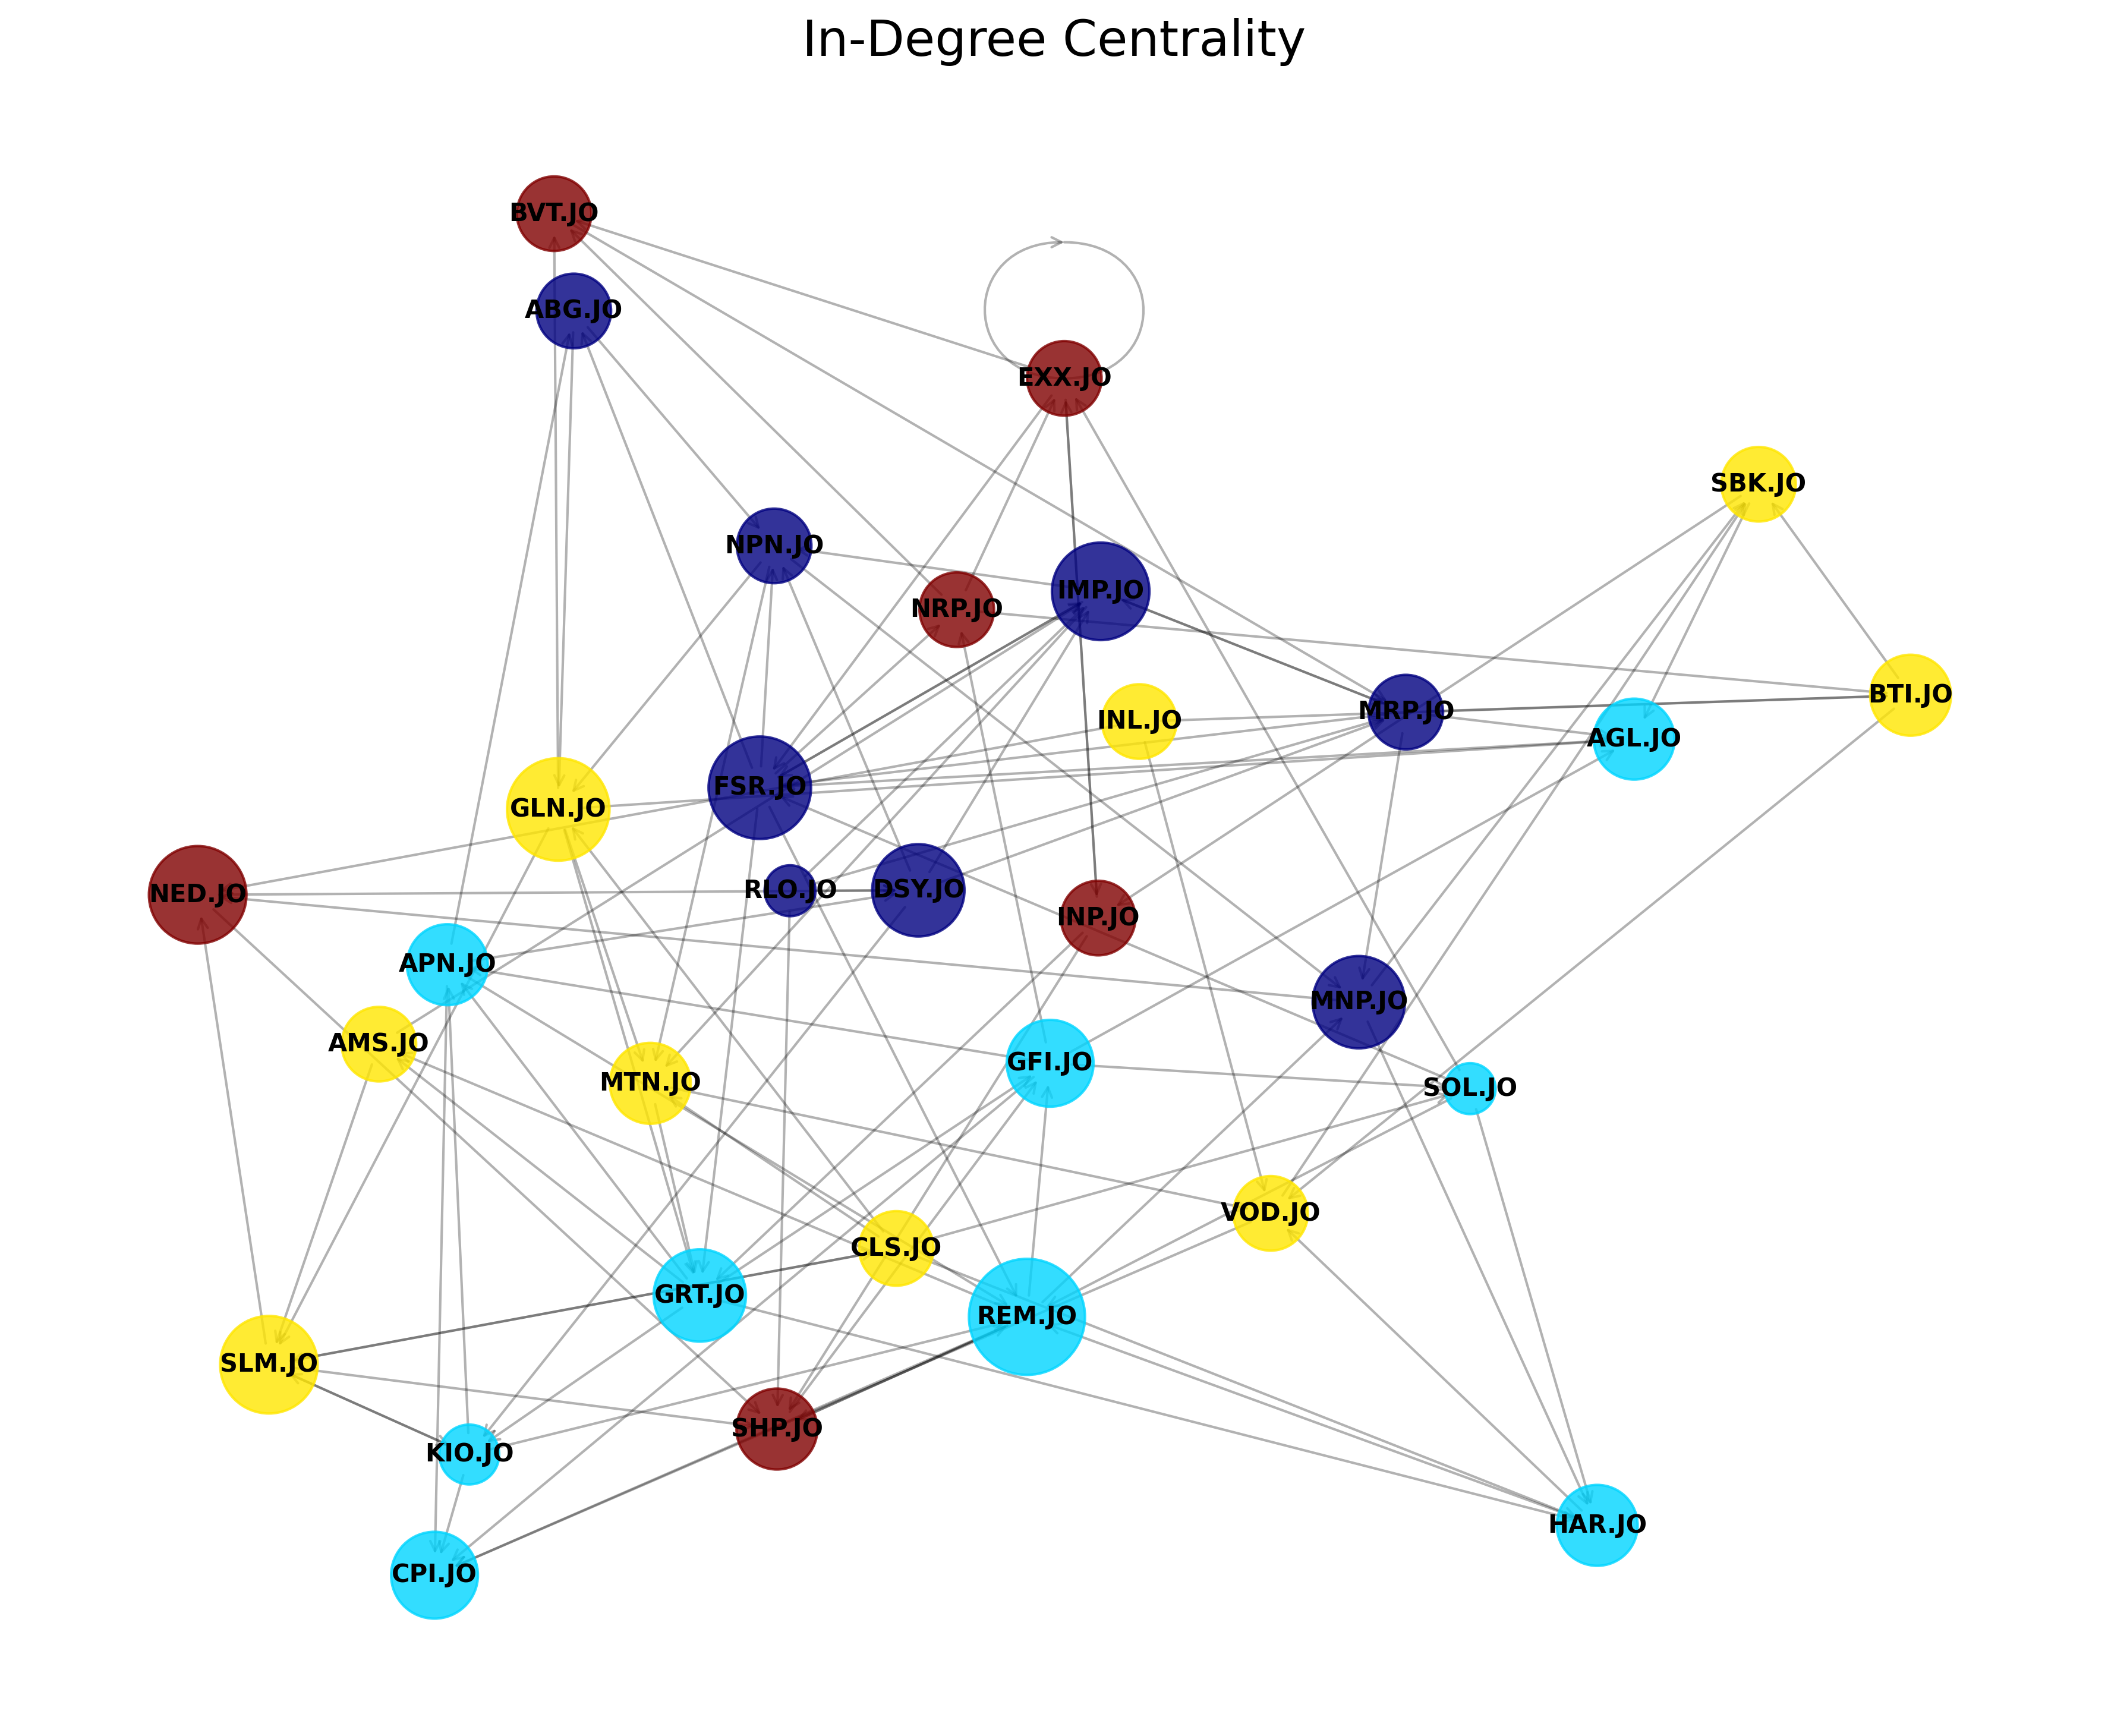 In-Degree Centrality
BVT.JO
ABG.JO
EXX.JO
SBK.JO
NPN.JO
IMP.JO
NRP.JO
BTI.JO
MRP.JO
INL.JO
AGL.JO
FSR.JO
GLN.JO
RLO.JO
DSY.JO
NED.JO
INP.JO
APN.JO
MNP.JO
AMS.JO
GFI.JO
MTN.JO
SOL.JO
VOD.JO
CLS.JO
GRT.JO
REM.JO
SLM.JO
SHP.JO
KIO.JO
HAR.JO
CPI.JO